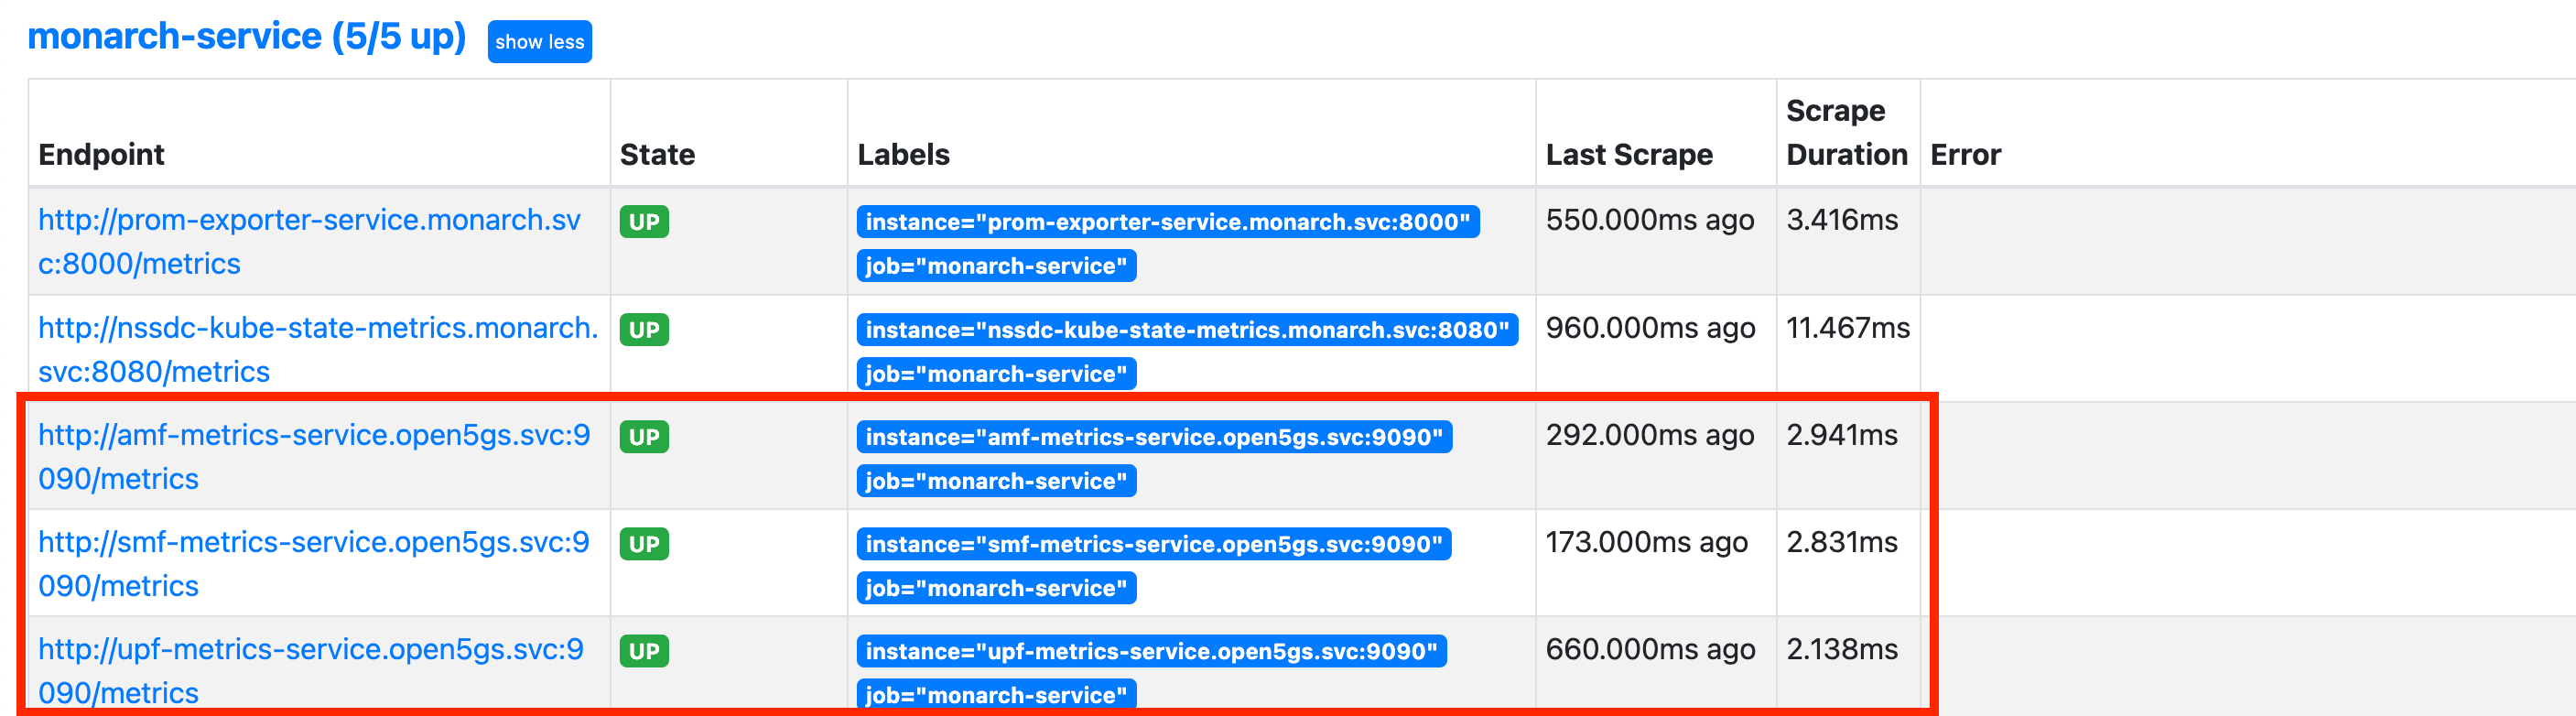 monarch-service (5/5 up) show less
Endpoint State Labels Last Scrape Scrape Duration Error
http://prom-exporter-service.monarch.sv UP instance="prom-exporter-service.monarch.svc:8000" 550.000ms ago 3.416ms
c:8000/metrics job="monarch-service"
http://nssdc-kube-state-metrics.monarch. UP instance="nssdc-kube-state-metrics.monarch.svc:8080" 960.000ms ago 11.467ms
svc:8080/metrics job="monarch-service"
http://amf-metrics-service.open5gs.svc:9 UP instance="amf-metrics-service.open5gs.svc:9090" 292.000ms ago 2.941ms
090/metrics job="monarch-service"
http://smf-metrics-service.open5gs.svc:9 UP instance="smf-metrics-service.open5gs.svc:9090" 173.000ms ago 2.831ms
090/metrics job="monarch-service"
http://upf-metrics-service.open5gs.svc:9 UP instance="upf-metrics-service.open5gs.svc:9090" 660.000ms ago 2.138ms
090/metrics job="monarch-service"